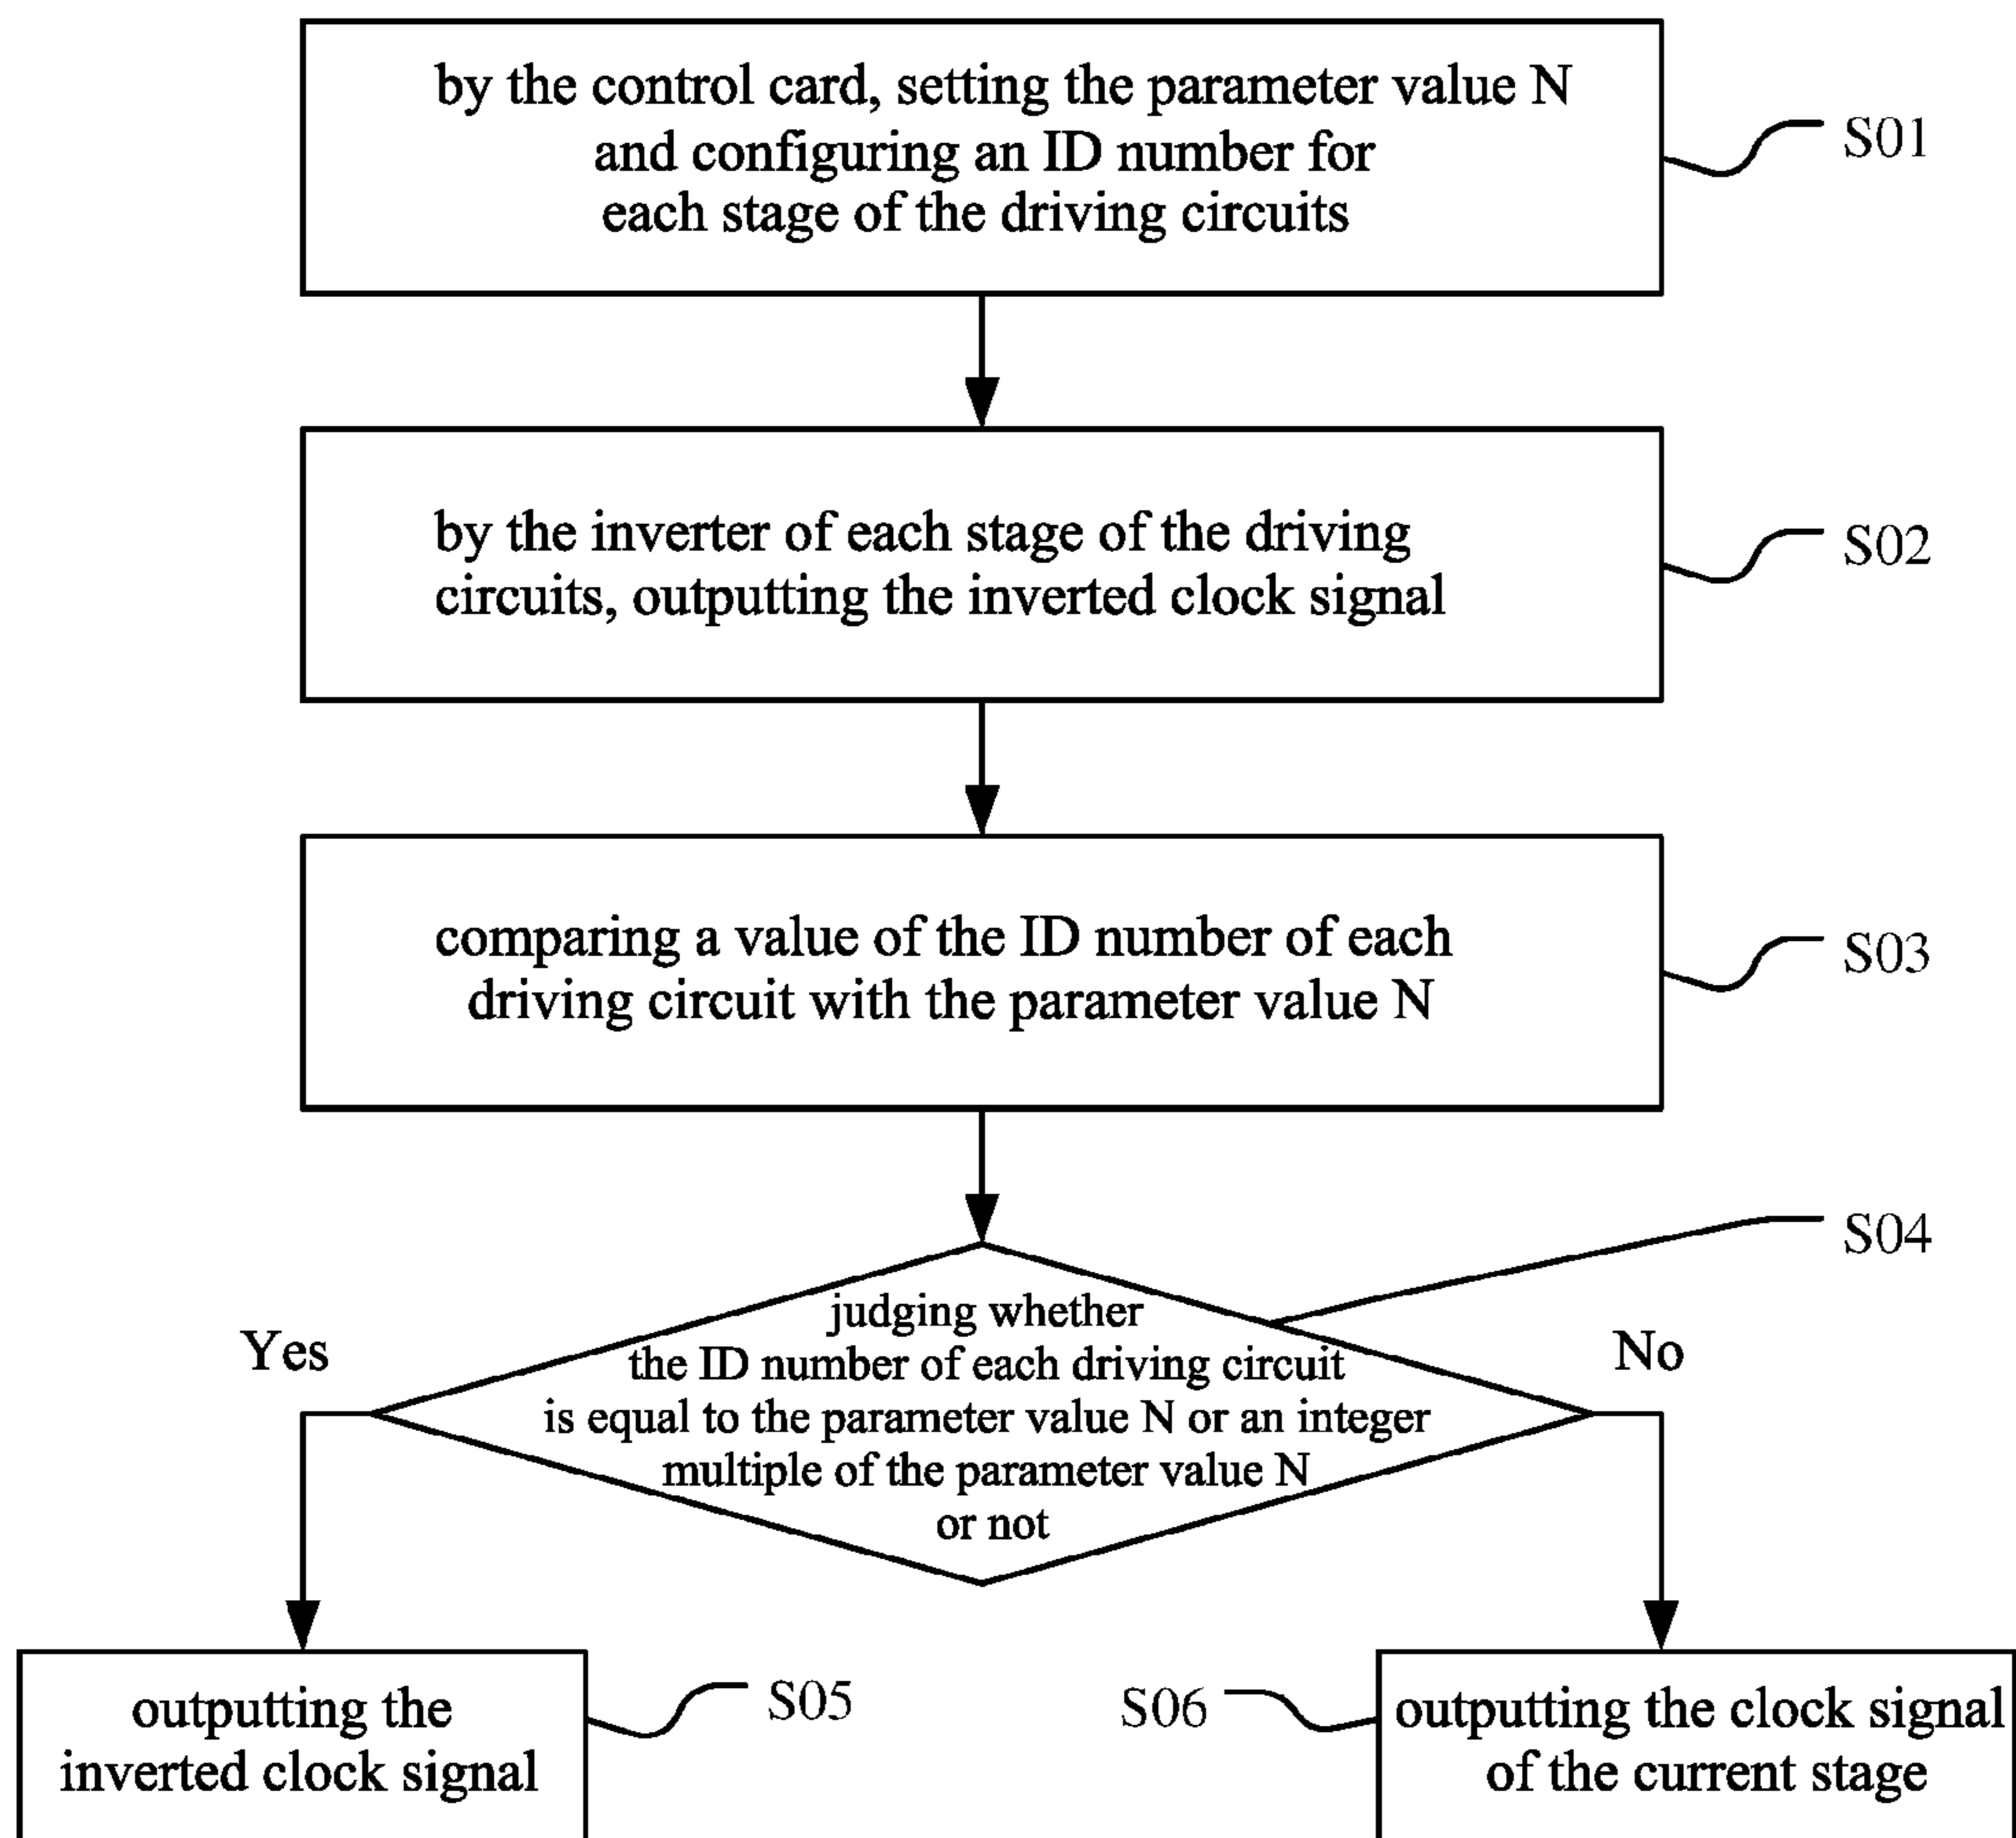 by the control card, setting the parameter value N
and configuring an ID number for
each stage of the driving circuits
S01
by the inverter of each stage of the driving
circuits, outputting the inverted clock signal
S02
comparing a value of the ID number of each
driving circuit with the parameter value N
S03
S04
judging whether
the ID number of each driving circuit
is equal to the parameter value N or an integer
multiple of the parameter value N
or not
Yes
No
outputting the
inverted clock signal
S05
S06
outputting the clock signal
of the current stage